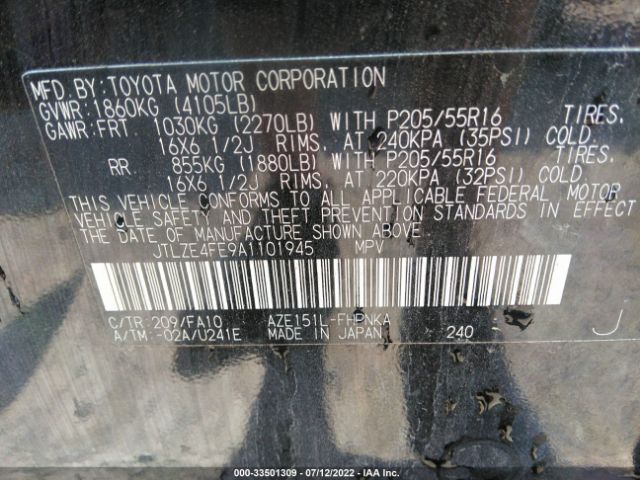 MFD. BY: TOYOTA MOTOR CORPORATION
GVWR: 1860KG (4105LB)
GAWR: FRT 1030KG (2270LB) WITH P205/55R16 TIRES.
16X6 1/2J RIMS, AT 240KPA (35PSI) COLD
RR 855KG (1880LB) WITH P205/55R16 TIRES.
16X6 1/2J RIMS, AT 220KPA (32PSI) COLD
THIS VEHICLE CONFORMS TO ALL APPLICABLE FEDERAL MOTOR
VEHICLE SAFETY AND THEFT PREVENTION STANDARDS IN EFFECT
THE DATE OF MANUFACTURE SHOWN ABOVE.
JTLZE4FE9A1101945 MPV
C/TR: 209/FA10 AZE151L-FHPNKA
A/TM: -02A/U241E MADE IN JAPAN 240 J
000-33501309 - 07/12/2022 - IAA Inc.